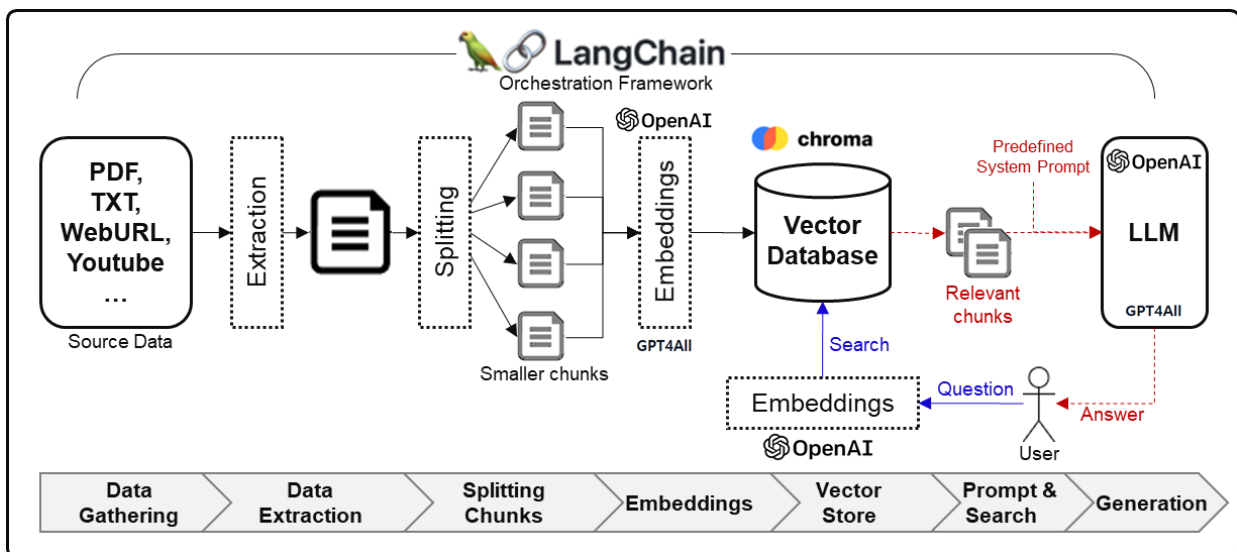 LangChain
Orchestration Framework
PDF,
TXT,
WebURL,
Youtube
...
Source Data
Extraction
Splitting
Smaller chunks
OpenAI
Embeddings
GPT4All
chroma
Vector
Database
Relevant
chunks
Predefined
System Prompt
OpenAI
LLM
GPT4All
Search
Embeddings
OpenAI
Question
User
Answer
Data
Gathering
Data
Extraction
Splitting
Chunks
Embeddings
Vector
Store
Prompt &
Search
Generation